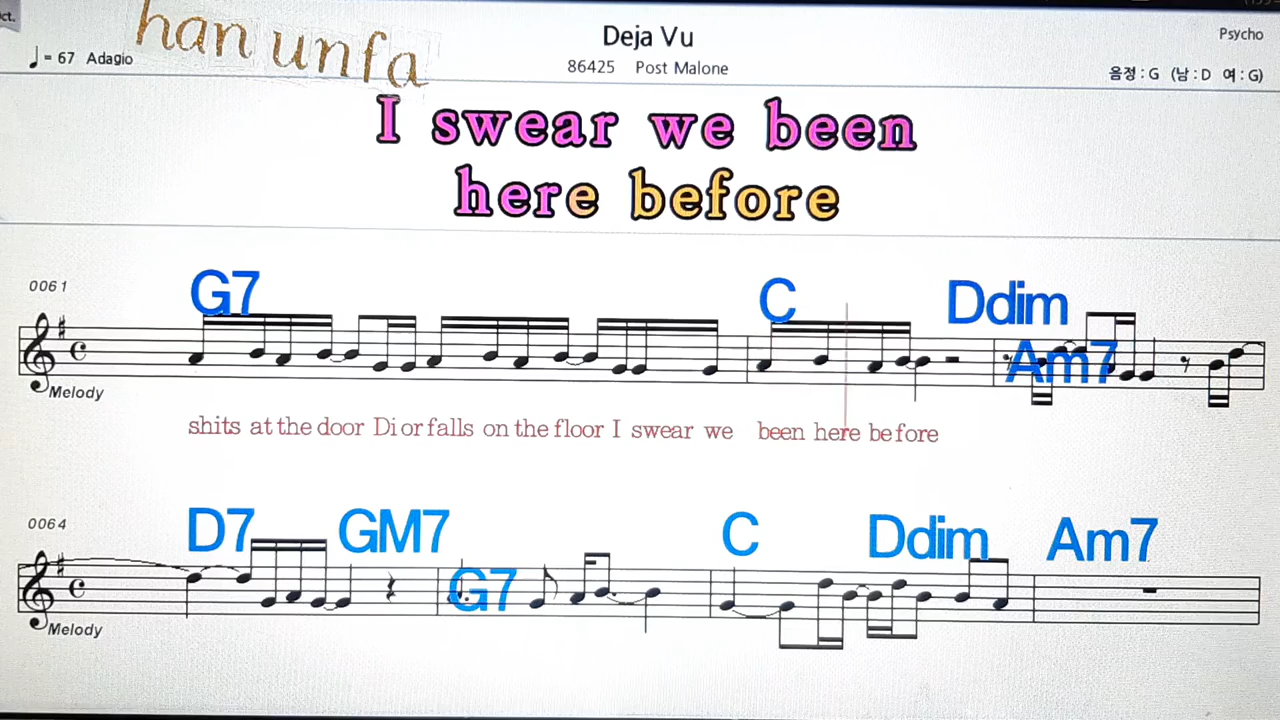 ct.
han unfa
Deja Vu
Psycho
♩ = 67 Adagio
86425 Post Malone
음정 : G (남 : D 여 : G)
I swear we been
here before
0061
G7 C Ddim Am7
Melody
shits at the door Dior falls on the floor I swear we been here before
0064
D7 GM7 G7 C Ddim Am7
Melody